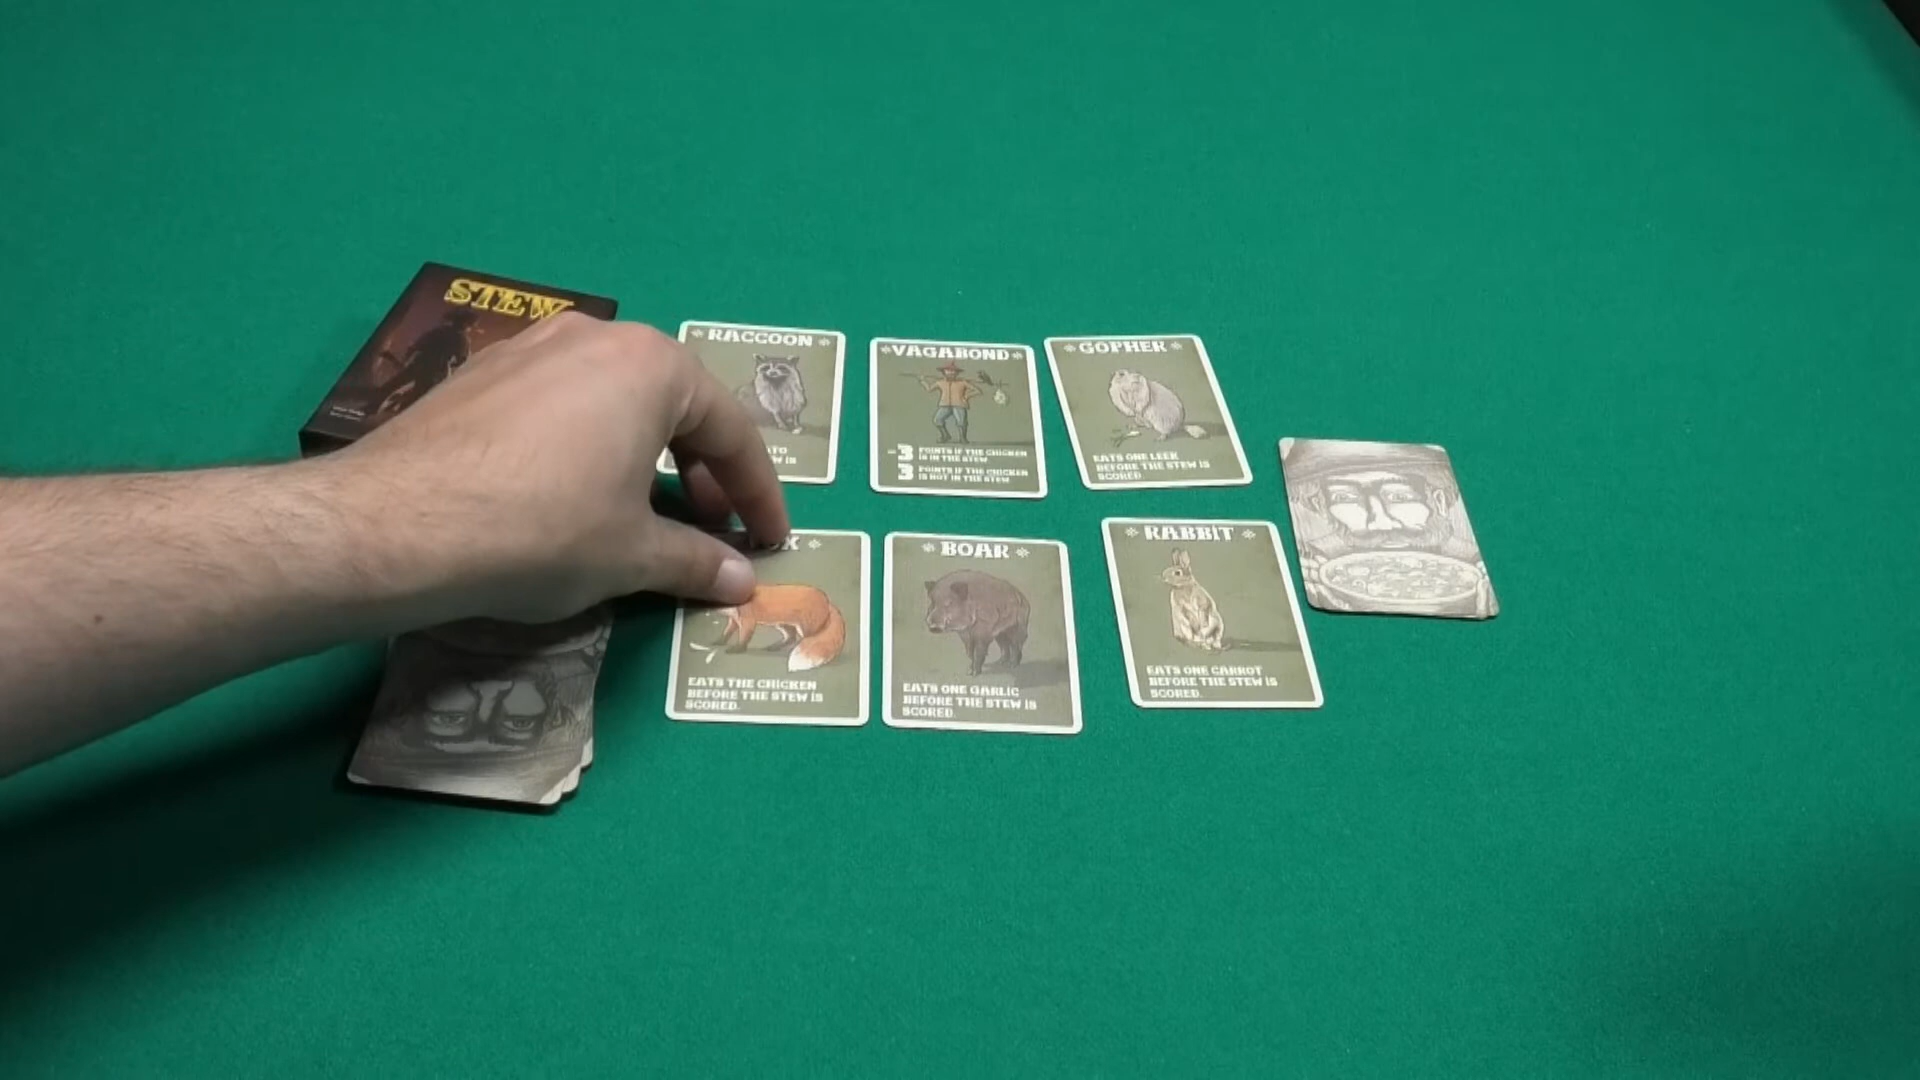 STEW
RACCOON
VAGABOND
- 3 POINTS IF THE CHICKEN
IS IN THE STEW
3 POINTS IF THE CHICKEN
IS NOT IN THE STEW
GOPHER
EATS ONE LEEK
BEFORE THE STEW IS
SCORED.
EATS THE CHICKEN
BEFORE THE STEW IS
SCORED.
BOAR
EATS ONE GARLIC
BEFORE THE STEW IS
SCORED.
RABBIT
EATS ONE CARROT
BEFORE THE STEW IS
SCORED.